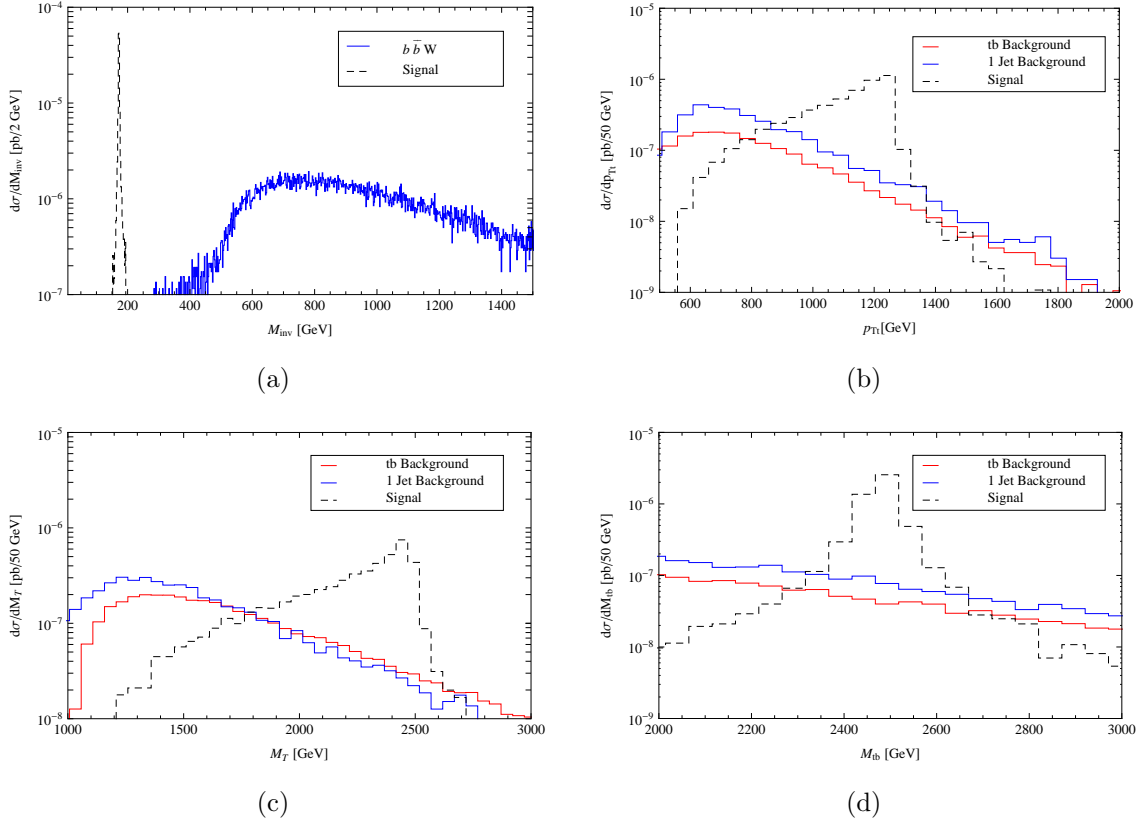 10⁻⁴
10⁻⁵
10⁻⁶
10⁻⁷
dσ/dM_inv [pb/2 GeV]
b b̄ W
Signal
200 400 600 800 1000 1200 1400
M_inv [GeV]
(a)
10⁻⁵
10⁻⁶
10⁻⁷
10⁻⁸
10⁻⁹
dσ/dp_Tt [pb/50 GeV]
tb Background
1 Jet Background
Signal
600 800 1000 1200 1400 1600 1800 2000
p_Tt[GeV]
(b)
10⁻⁵
10⁻⁶
10⁻⁷
10⁻⁸
dσ/dM_T [pb/50 GeV]
tb Background
1 Jet Background
Signal
1000 1500 2000 2500 3000
M_T [GeV]
(c)
10⁻⁵
10⁻⁶
10⁻⁷
10⁻⁸
10⁻⁹
dσ/dM_tb [pb/50 GeV]
tb Background
1 Jet Background
Signal
2000 2200 2400 2600 2800 3000
M_tb [GeV]
(d)